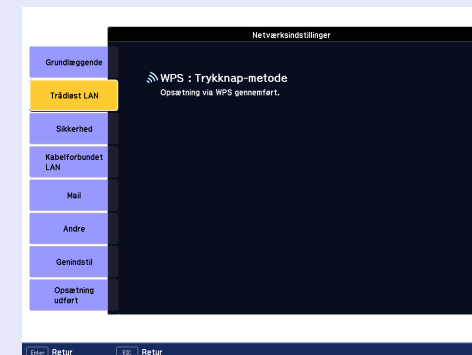 Netværksindstillinger
Grundlæggende
Trådløst LAN
Sikkerhed
Kabelforbundet
LAN
Mail
Andre
Genindstil
Opsætning
udført
WPS : Trykknap-metode
Opsætning via WPS gennemført.
Enter Retur
ESC Retur